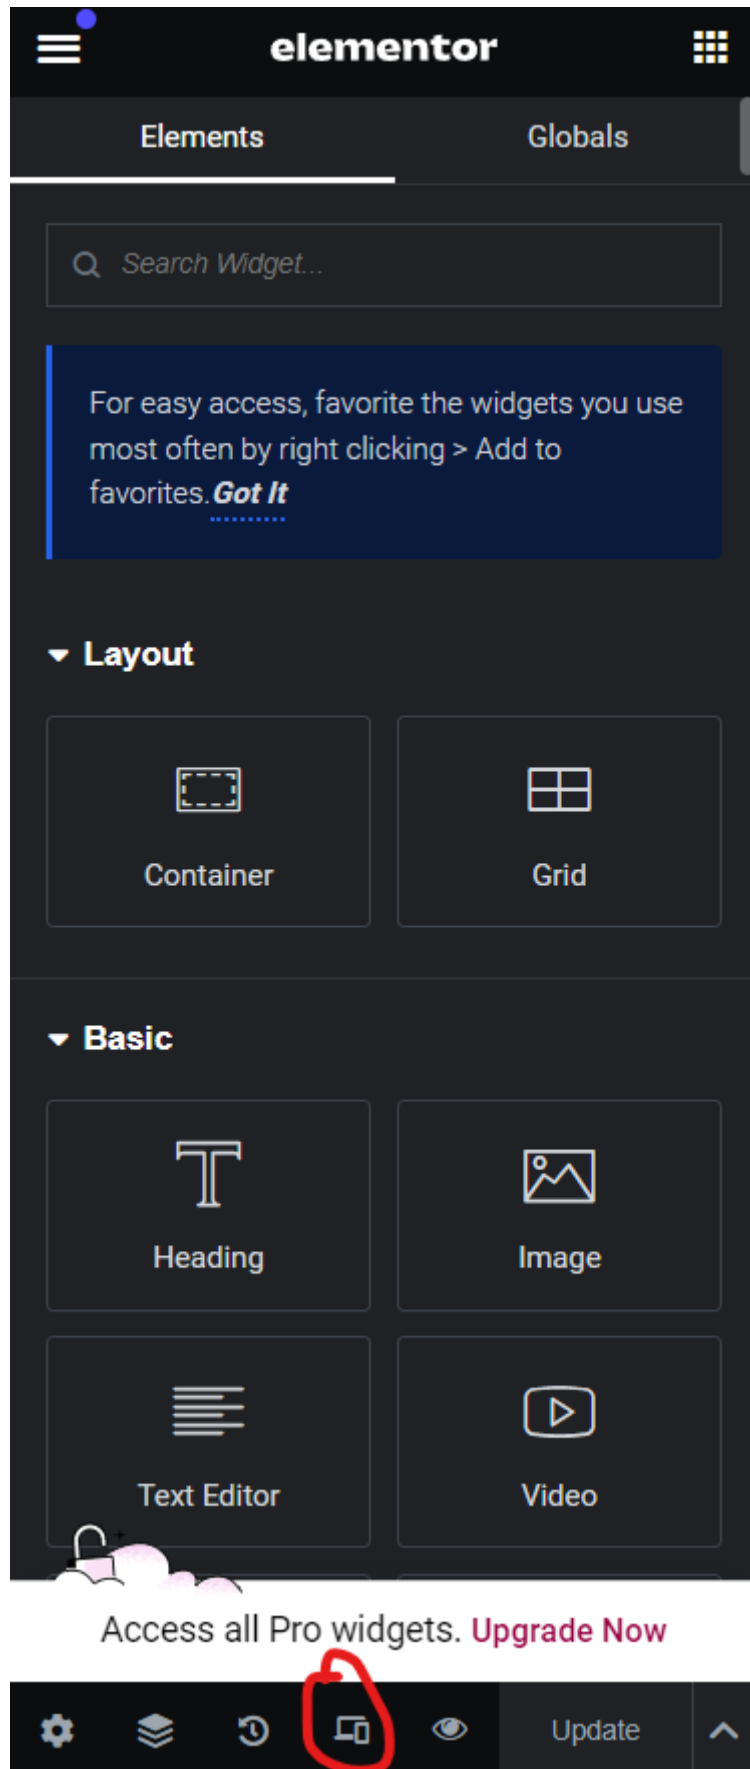 elementor
Elements Globals
Search Widget...
For easy access, favorite the widgets you use
most often by right clicking > Add to
favorites. Got It
Layout
Container Grid
Basic
Heading Image
Text Editor Video
Access all Pro widgets. Upgrade Now
Update